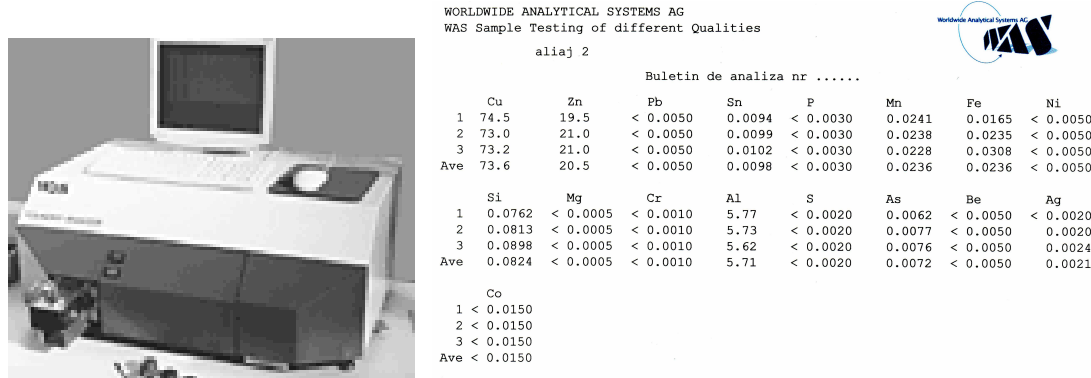 WORLDWIDE ANALYTICAL SYSTEMS AG
WAS Sample Testing of different Qualities
Worldwide Analytical Systems AG
WAS
aliaj 2
Buletin de analiza nr ......
Cu Zn Pb Sn P Mn Fe Ni
1 74.5 19.5 < 0.0050 0.0094 < 0.0030 0.0241 0.0165 < 0.0050
2 73.0 21.0 < 0.0050 0.0099 < 0.0030 0.0238 0.0235 < 0.0050
3 73.2 21.0 < 0.0050 0.0102 < 0.0030 0.0228 0.0308 < 0.0050
Ave 73.6 20.5 < 0.0050 0.0098 < 0.0030 0.0236 0.0236 < 0.0050
Si Mg Cr Al S As Be Ag
1 0.0762 < 0.0005 < 0.0010 5.77 < 0.0020 0.0062 < 0.0050 < 0.0020
2 0.0813 < 0.0005 < 0.0010 5.73 < 0.0020 0.0077 < 0.0050 0.0020
3 0.0898 < 0.0005 < 0.0010 5.62 < 0.0020 0.0076 < 0.0050 0.0024
Ave 0.0824 < 0.0005 < 0.0010 5.71 < 0.0020 0.0072 < 0.0050 0.0021
Co
1 < 0.0150
2 < 0.0150
3 < 0.0150
Ave < 0.0150